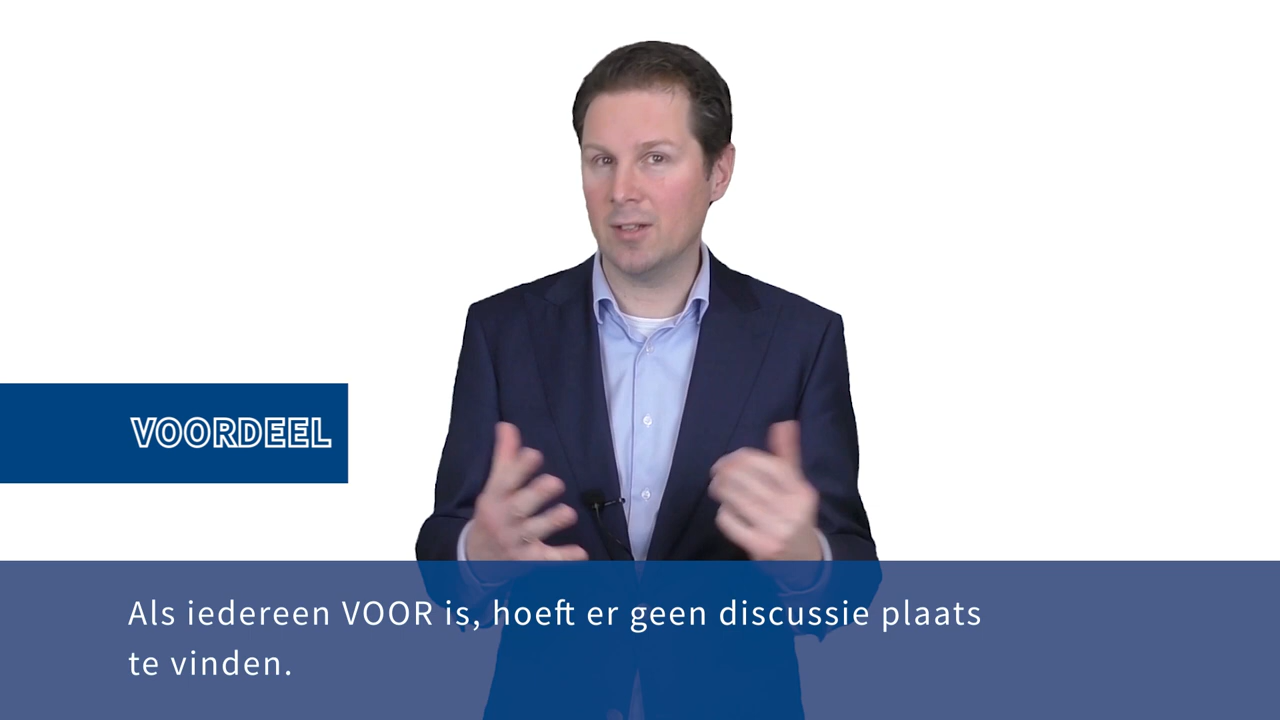 VOORDEEL
Als iedereen VOOR is, hoeft er geen discussie plaats
te vinden.